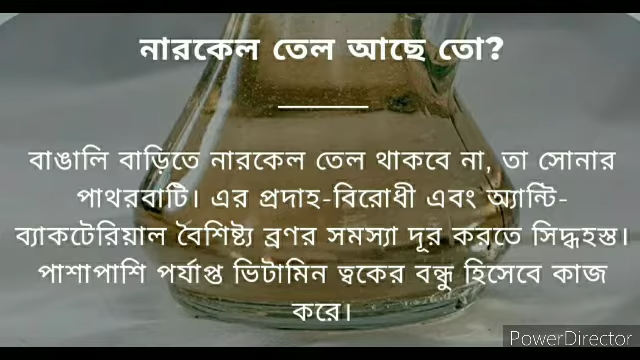 নারকেল তেল আছে তো?
বাঙালি বাড়িতে নারকেল তেল থাকবে না, তা সোনার
পাথরবাটি। এর প্রদাহ-বিরোধী এবং অ্যান্টি-
ব্যাকটেরিয়াল বৈশিষ্ট্য ব্রণর সমস্যা দূর করতে সিদ্ধহস্ত।
পাশাপাশি পর্যাপ্ত ভিটামিন ত্বকের বন্ধু হিসেবে কাজ
করে।
PowerDirector